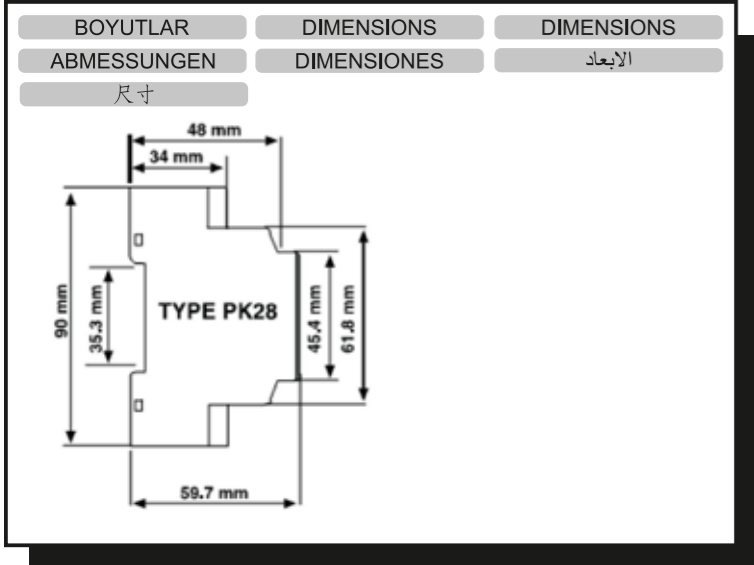 BOYUTLAR DIMENSIONS DIMENSIONS
ABMESSUNGEN DIMENSIONES الابعاد
尺寸
48 mm
34 mm
90 mm
35.3 mm
TYPE PK28
45.4 mm
61.8 mm
59.7 mm